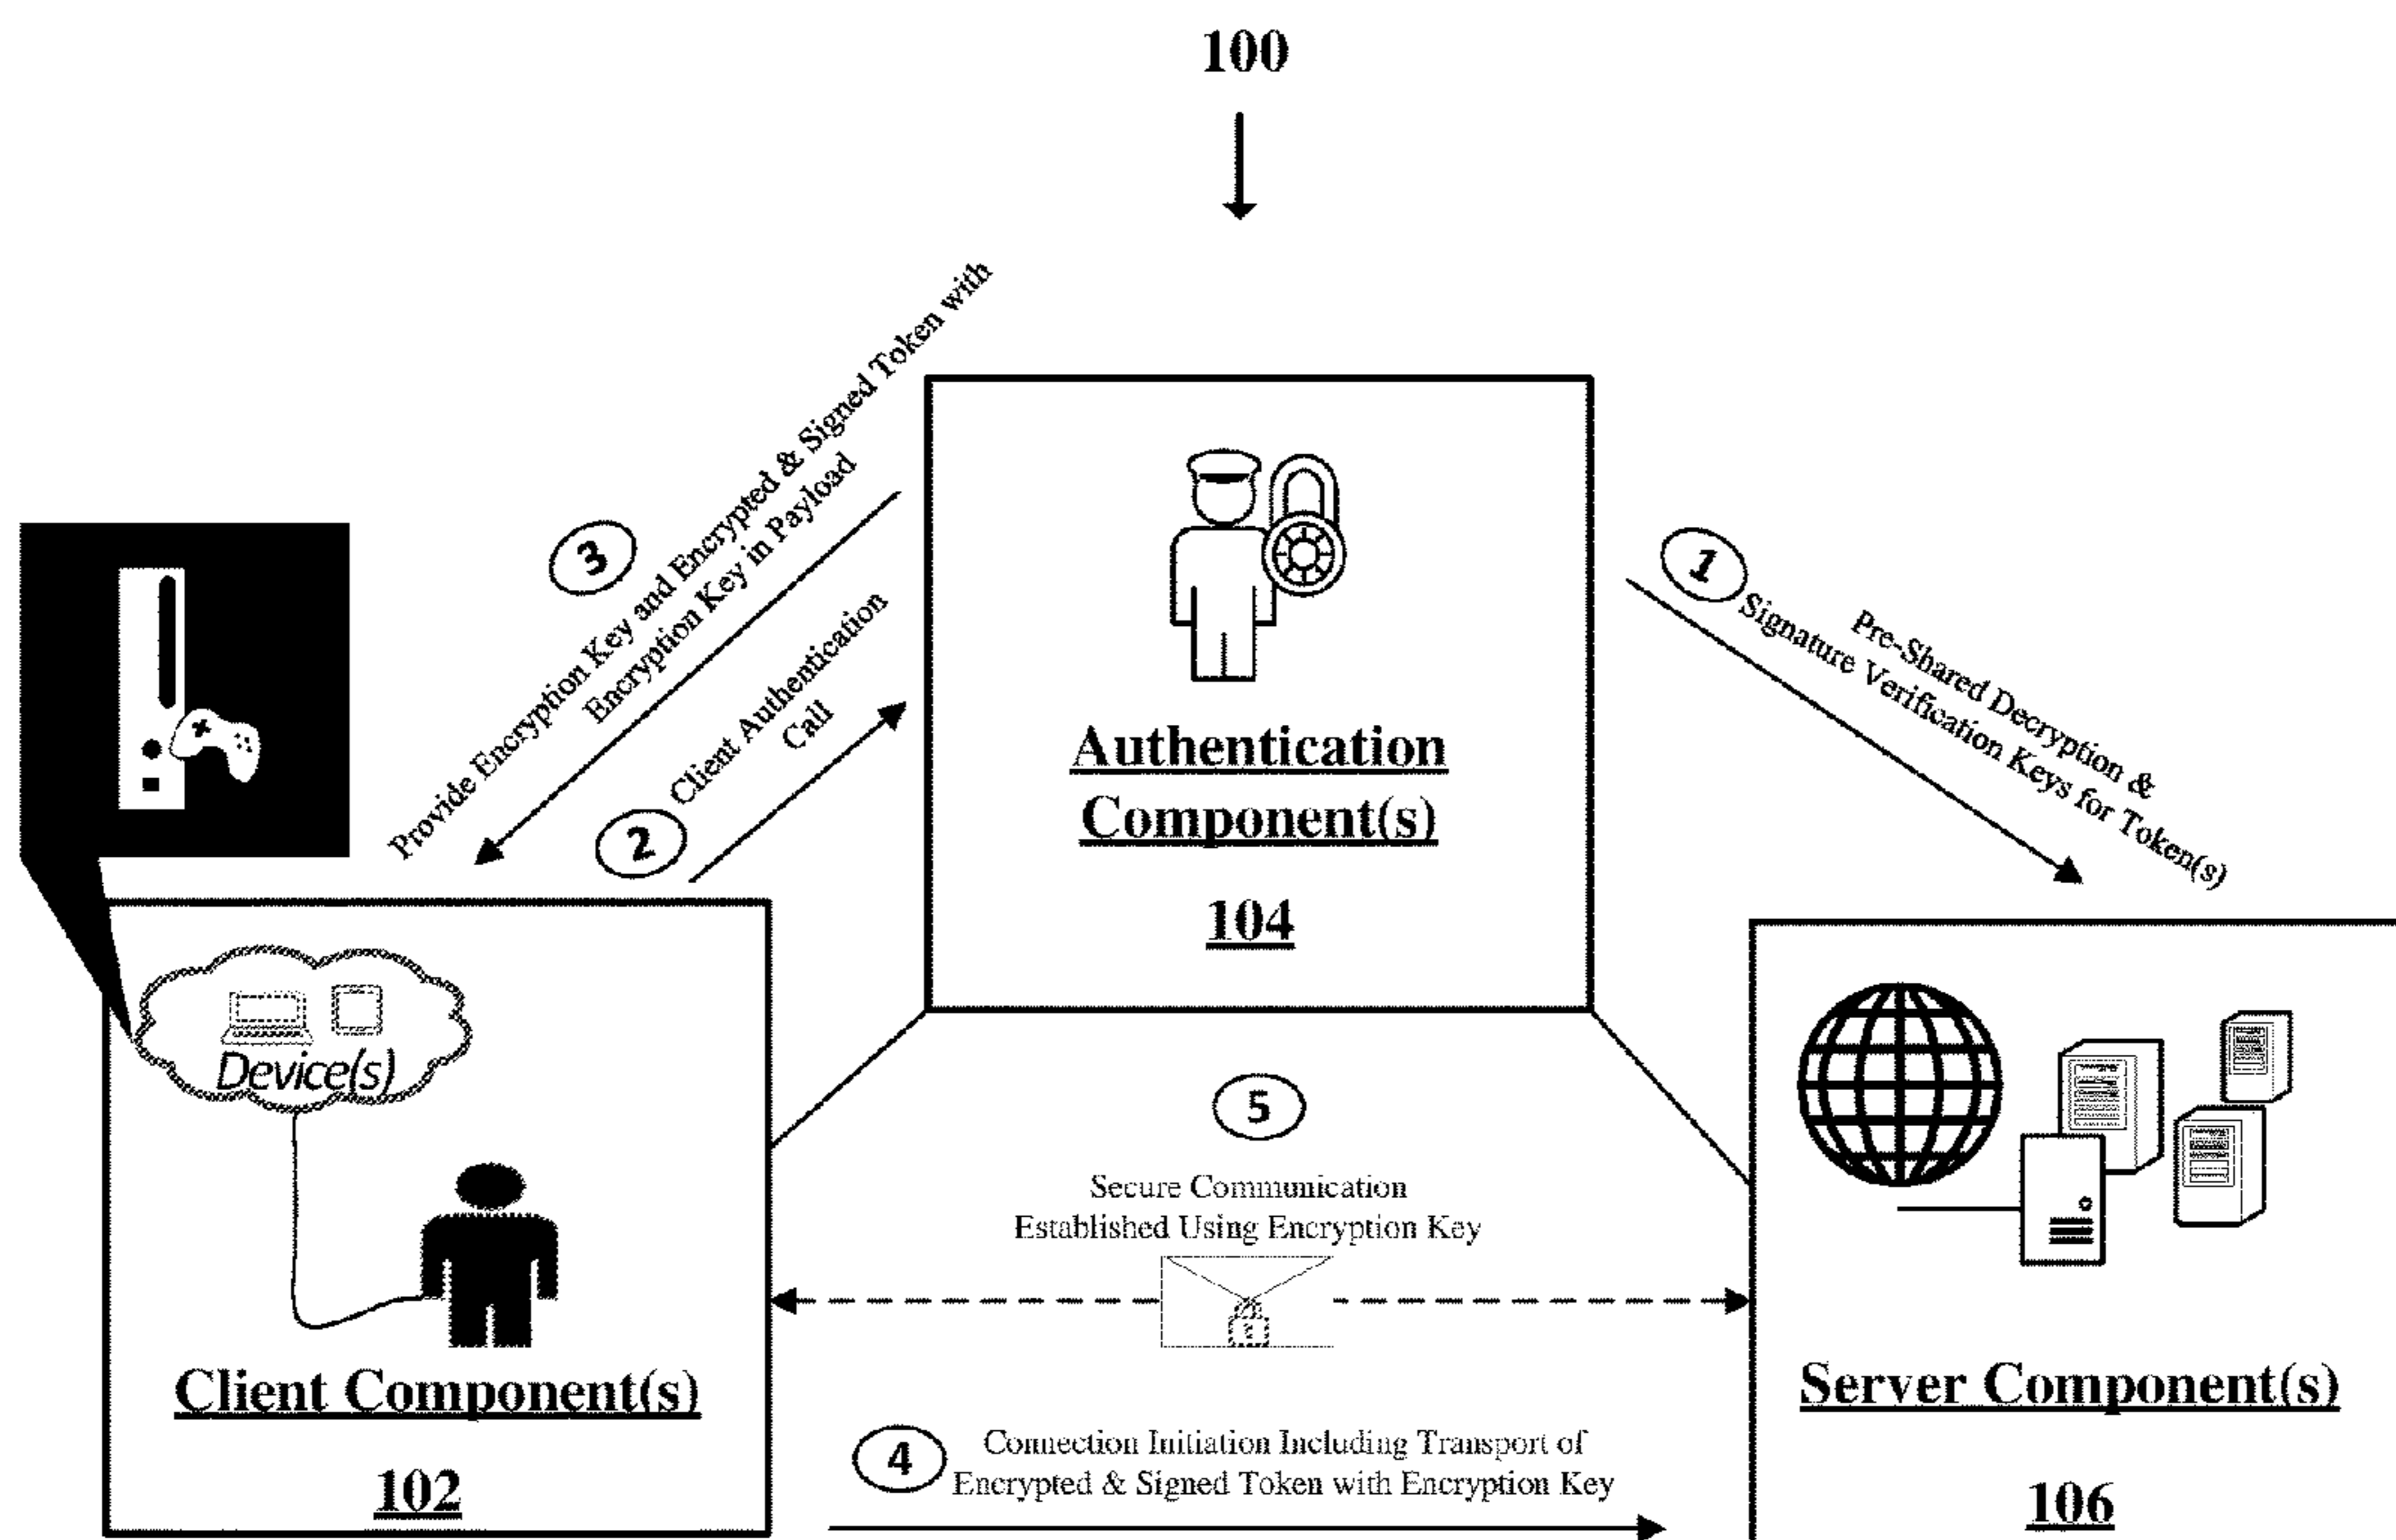 100
3
Provide Encryption Key and Encrypted & Signed Token with
Encryption Key in Payload
2
Client Authentication
Call
Authentication
Component(s)
104
1
Pre-Shared Decryption &
Signature Verification Keys for Token(s)
Device(s)
Client Component(s)
102
5
Secure Communication
Established Using Encryption Key
4
Connection Initiation Including Transport of
Encrypted & Signed Token with Encryption Key
Server Component(s)
106